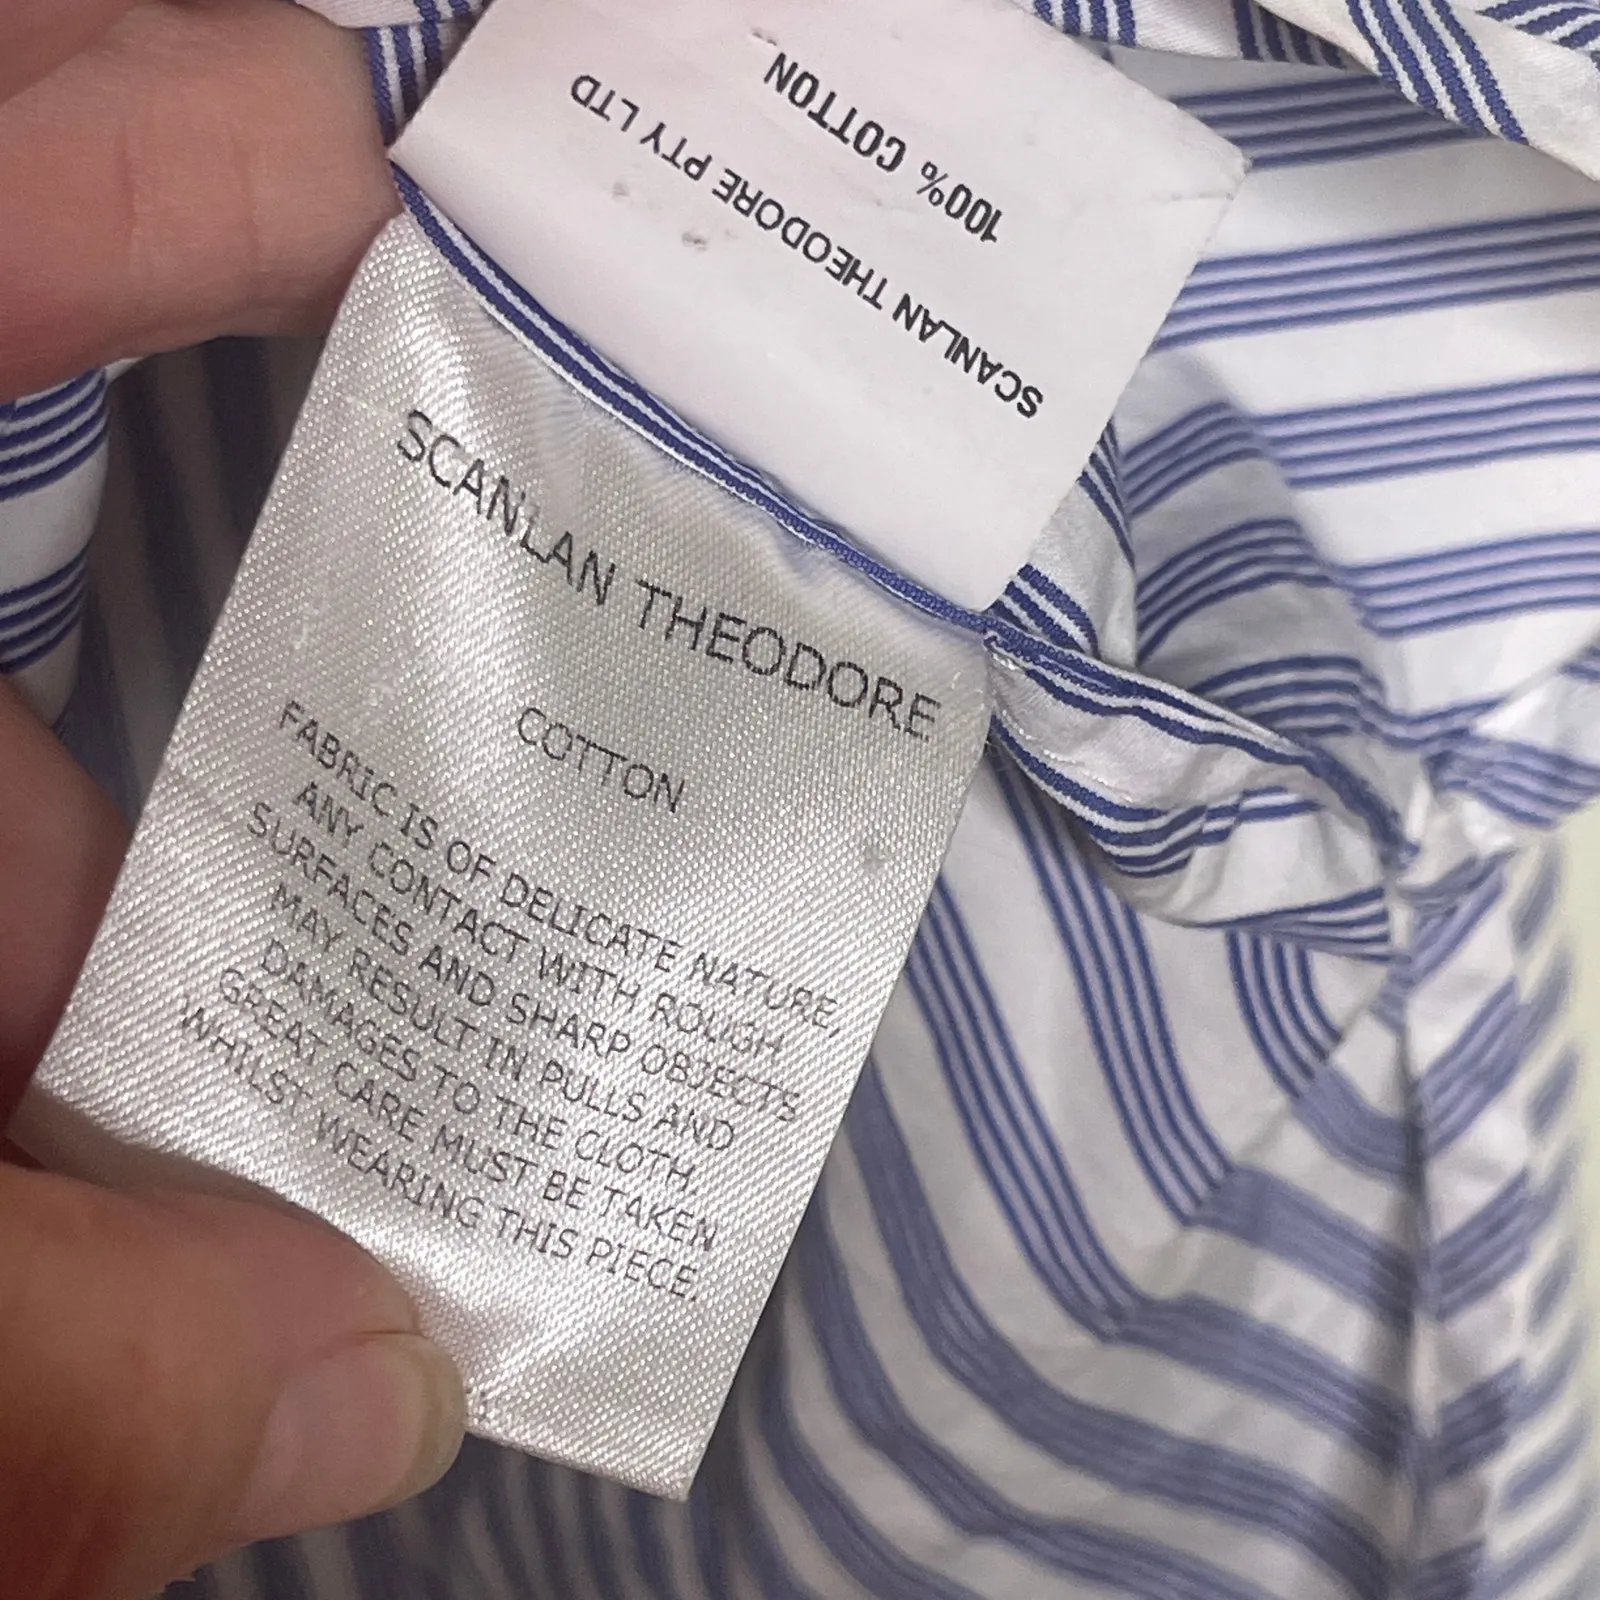 100% COTTON
SCANLAN THEODORE PTY LTD
SCANLAN THEODORE
COTTON
FABRIC IS OF DELICATE NATURE,
ANY CONTACT WITH ROUGH
SURFACES AND SHARP OBJECTS
MAY RESULT IN PULLS AND
DAMAGES TO THE CLOTH.
GREAT CARE MUST BE TAKEN
WHILST WEARING THIS PIECE.